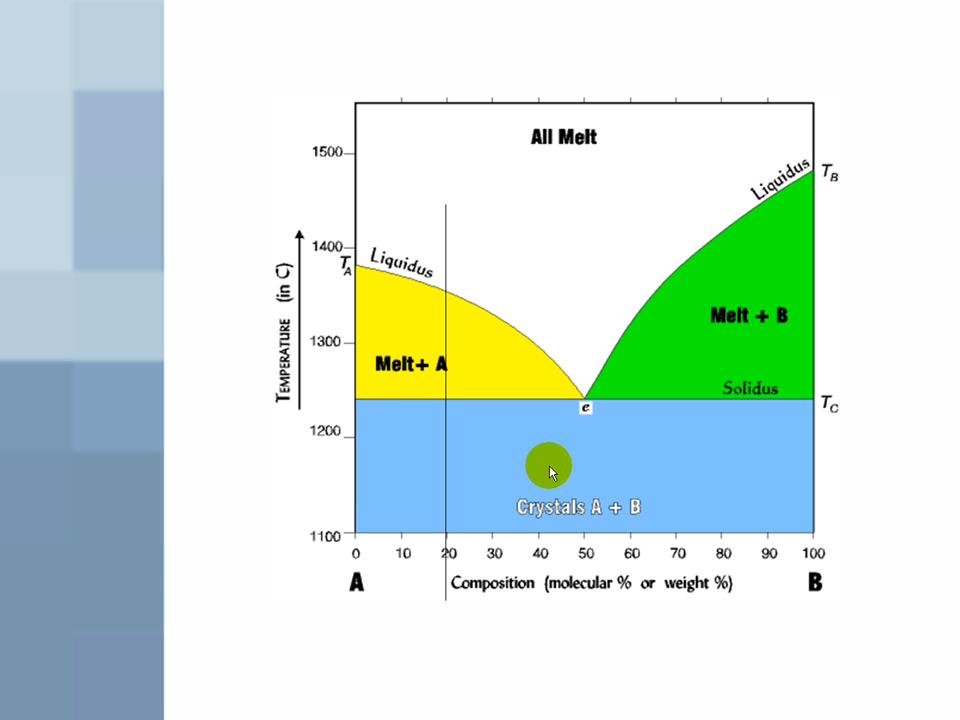 All Melt
1500
Liquidus
T_B
1400
T_A
Liquidus
TEMPERATURE (in C)
Melt + B
1300
Melt+ A
Solidus
T_C
e
1200
Crystals A + B
1100
0 10 20 30 40 50 60 70 80 90 100
A Composition (molecular % or weight %) B